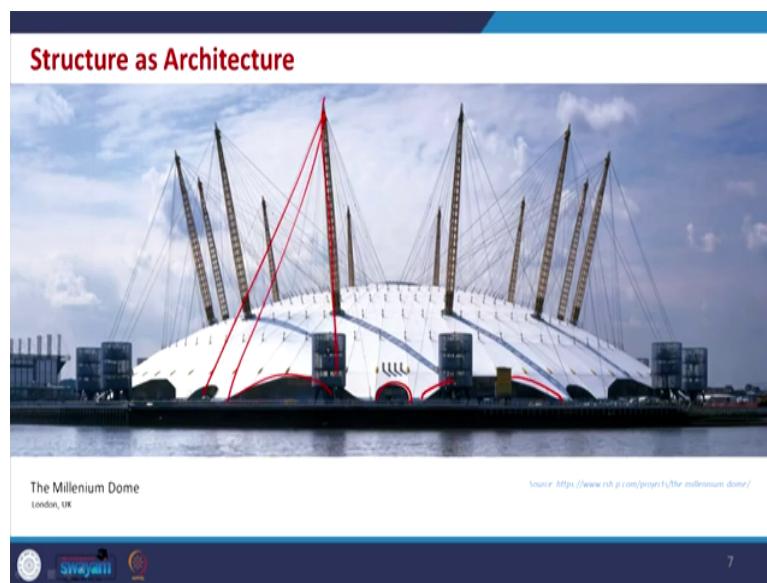 Structure as Architecture
The Millenium Dome
London, UK
Source: https://www.rsh-p.com/projects/the-millennium-dome/
swayam
7